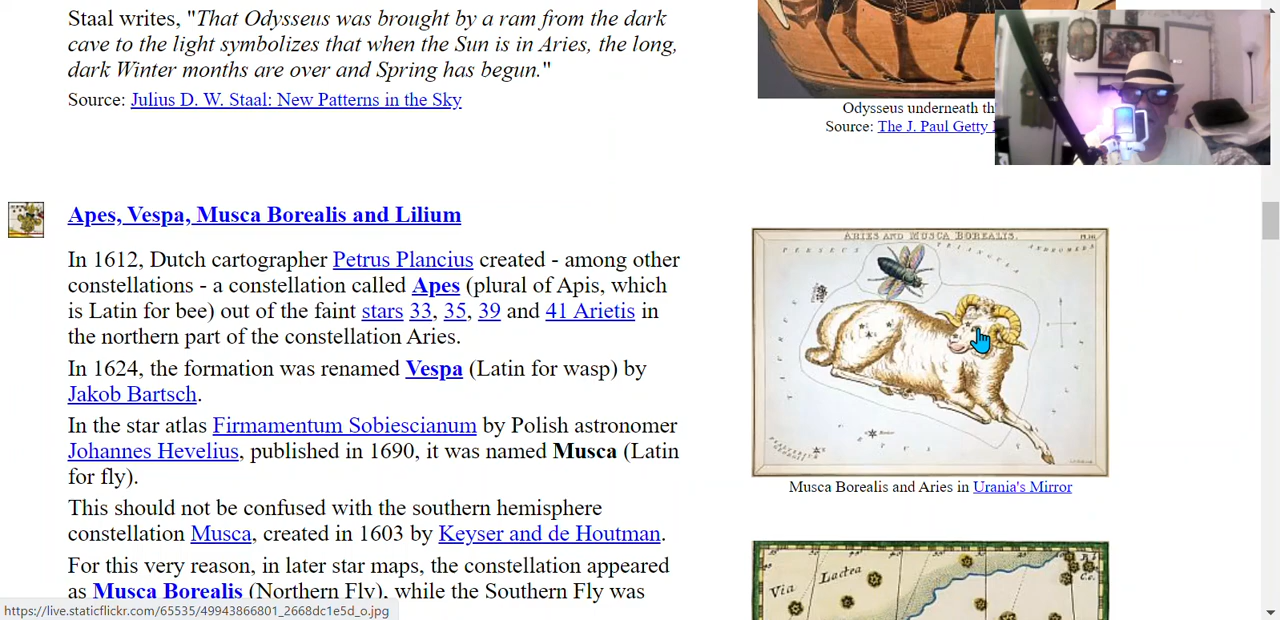 Staal writes, "That Odysseus was brought by a ram from the dark
cave to the light symbolizes that when the Sun is in Aries, the long,
dark Winter months are over and Spring has begun."
Source: Julius D. W. Staal: New Patterns in the Sky
Odysseus underneath th
Source: The J. Paul Getty
Apes, Vespa, Musca Borealis and Lilium
In 1612, Dutch cartographer Petrus Plancius created - among other
constellations - a constellation called Apes (plural of Apis, which
is Latin for bee) out of the faint stars 33, 35, 39 and 41 Arietis in
the northern part of the constellation Aries.
In 1624, the formation was renamed Vespa (Latin for wasp) by
Jakob Bartsch.
In the star atlas Firmamentum Sobiescianum by Polish astronomer
Johannes Hevelius, published in 1690, it was named Musca (Latin
for fly).
This should not be confused with the southern hemisphere
constellation Musca, created in 1603 by Keyser and de Houtman.
For this very reason, in later star maps, the constellation appeared
as Musca Borealis (Northern Fly), while the Southern Fly was
ARIES AND MUSCA BOREALIS.
PERSEUS
TRIANGULA
ANDROMEDA
CETUS
Musca Borealis and Aries in Urania's Mirror
Via Lactea
https://live.staticflickr.com/65535/49943866801_2668dc1e5d_o.jpg